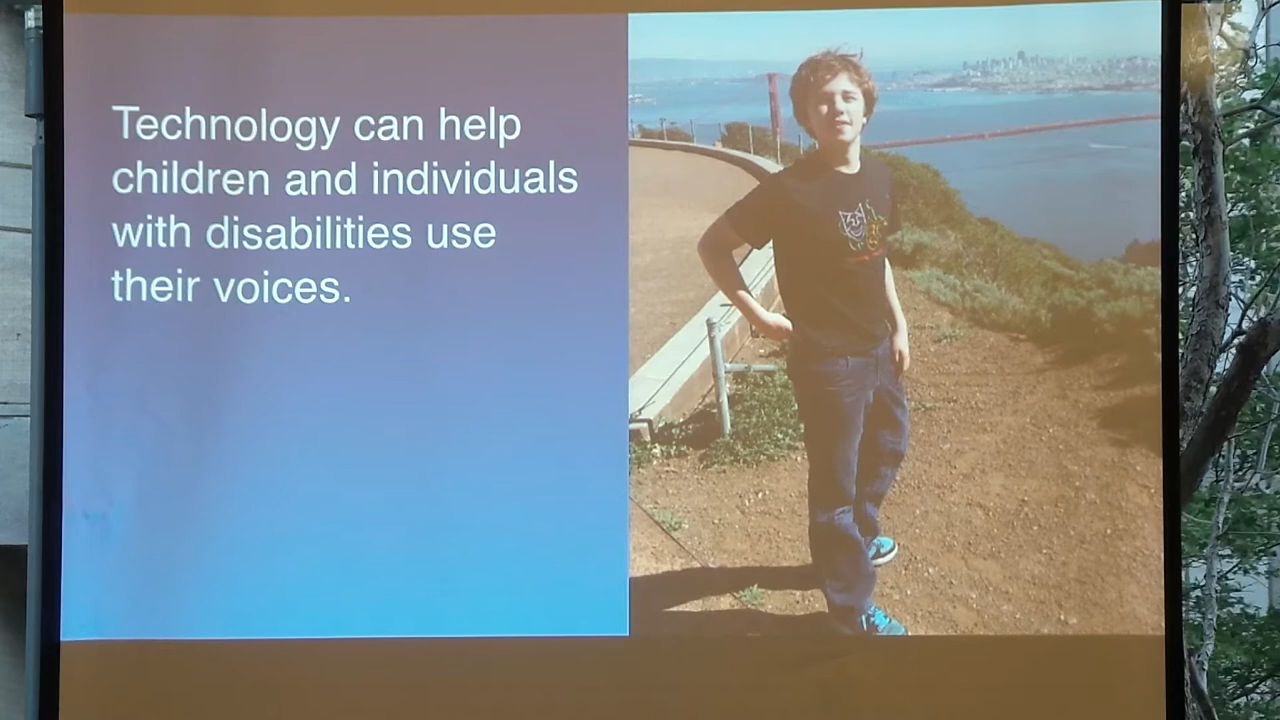 Technology can help
children and individuals
with disabilities use
their voices.